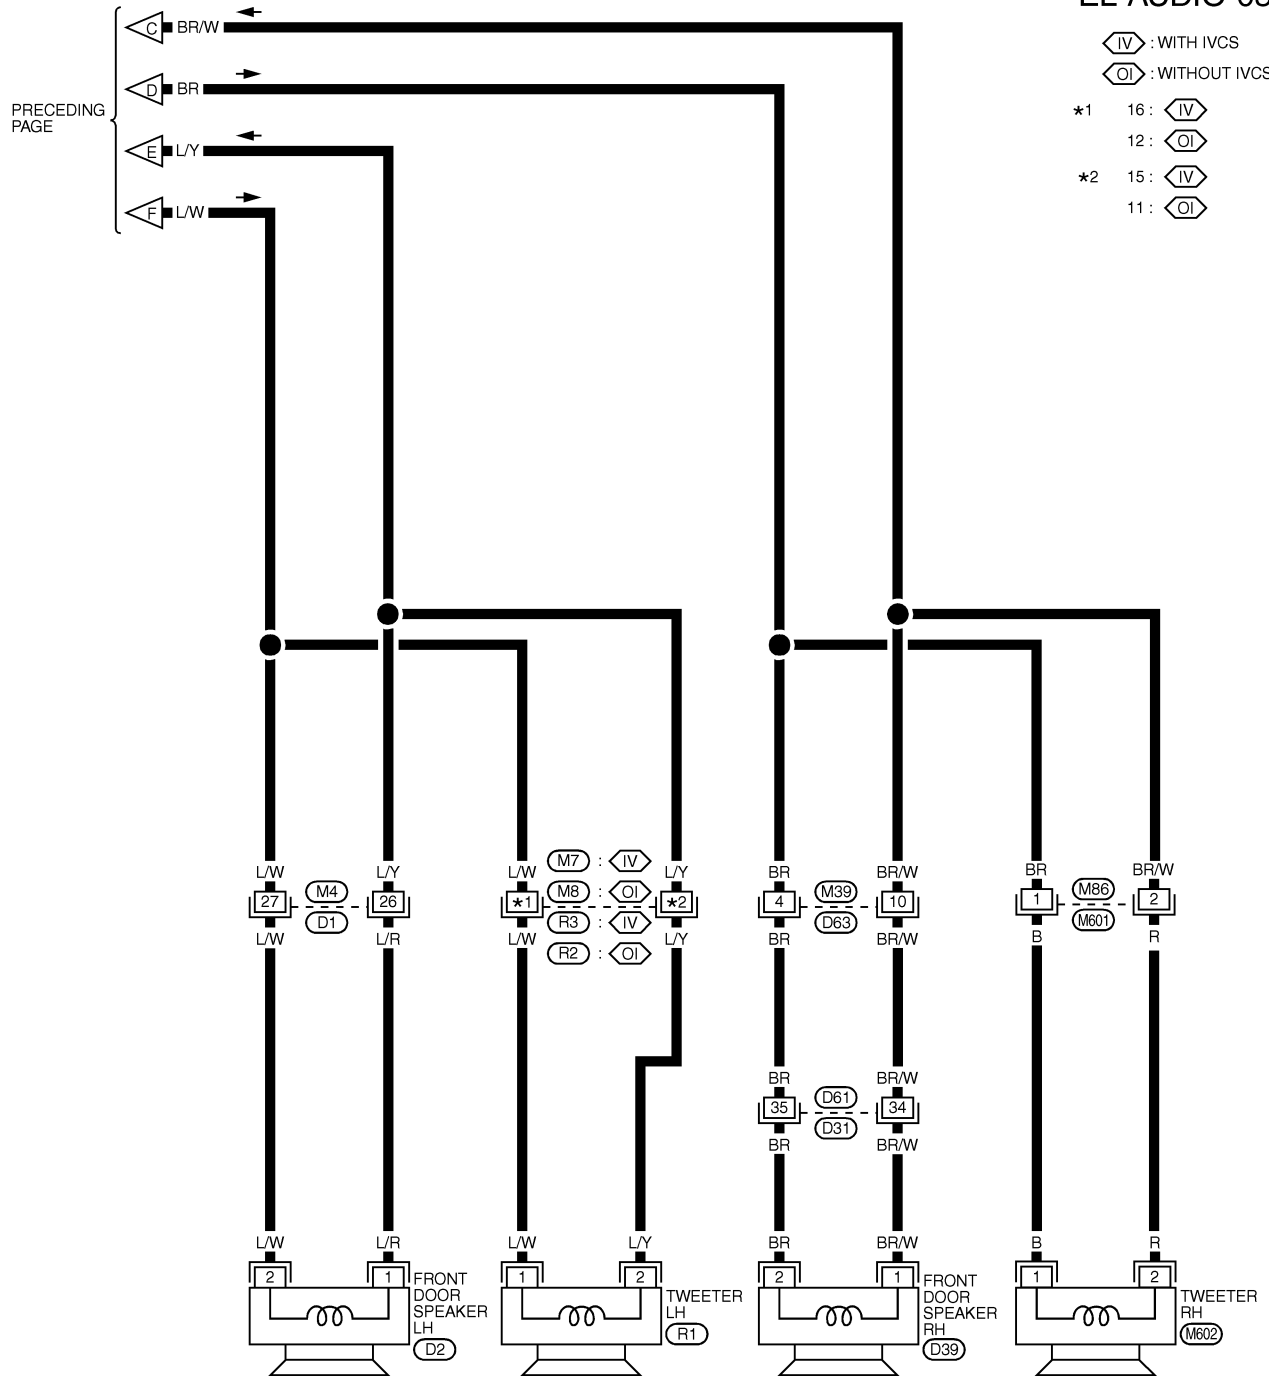 EL-AUDIO-03
C BR/W
D BR
E L/Y
F L/W
PRECEDING
PAGE
IV : WITH IVCS
OI : WITHOUT IVCS
*1 16 : IV
12 : OI
*2 15 : IV
11 : OI
L/W L/Y L/W M7 : IV L/Y BR BR/W BR BR/W
27 M4 26 *1 M8 : OI *2 4 M39 10 1 M86 2
D1 R3 : IV D63 M601
L/W L/R L/W R2 : OI L/Y BR BR/W B R
BR BR/W
35 D61 34
D31
BR BR/W
L/W L/R L/W L/Y BR BR/W B R
2 1 1 2 2 1 1 2
FRONT
DOOR
SPEAKER
LH
D2
TWEETER
LH
R1
FRONT
DOOR
SPEAKER
RH
D39
TWEETER
RH
M602